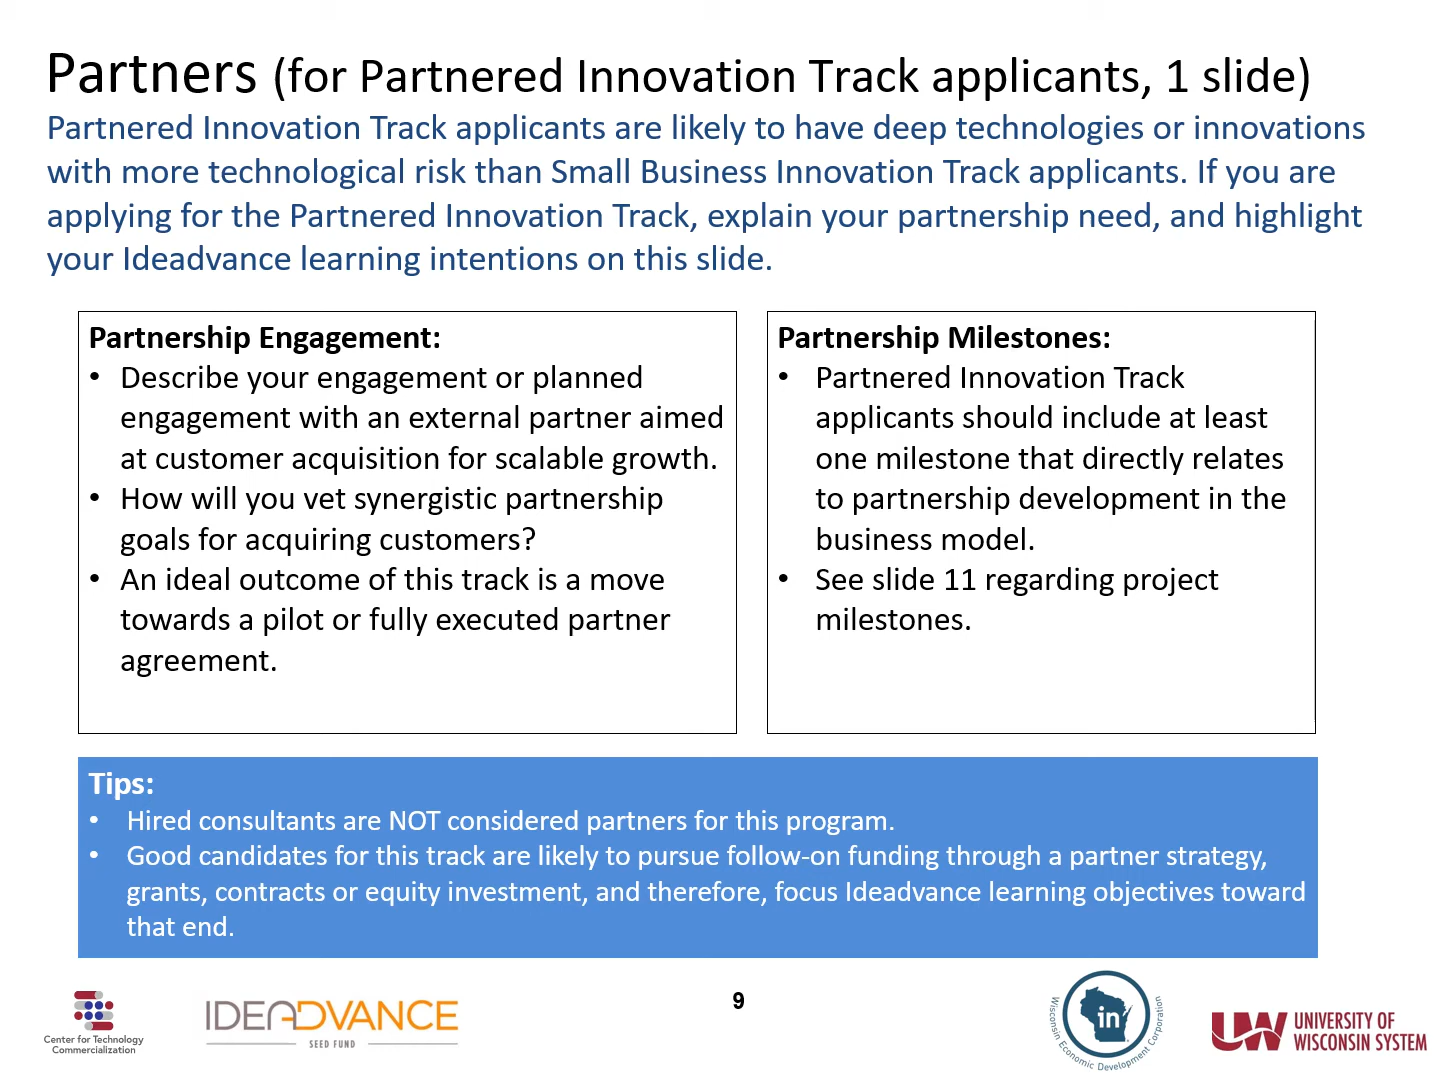 Partners (for Partnered Innovation Track applicants, 1 slide)
Partnered Innovation Track applicants are likely to have deep technologies or innovations
with more technological risk than Small Business Innovation Track applicants. If you are
applying for the Partnered Innovation Track, explain your partnership need, and highlight
your Ideadvance learning intentions on this slide.
Partnership Engagement:
• Describe your engagement or planned
engagement with an external partner aimed
at customer acquisition for scalable growth.
• How will you vet synergistic partnership
goals for acquiring customers?
• An ideal outcome of this track is a move
towards a pilot or fully executed partner
agreement.
Partnership Milestones:
• Partnered Innovation Track
applicants should include at least
one milestone that directly relates
to partnership development in the
business model.
• See slide 11 regarding project
milestones.
Tips:
• Hired consultants are NOT considered partners for this program.
• Good candidates for this track are likely to pursue follow-on funding through a partner strategy,
grants, contracts or equity investment, and therefore, focus Ideadvance learning objectives toward
that end.
Center for Technology
Commercialization
IDEADVANCE
SEED FUND
9
Wisconsin Economic Development Corporation
in
UW
UNIVERSITY OF
WISCONSIN SYSTEM